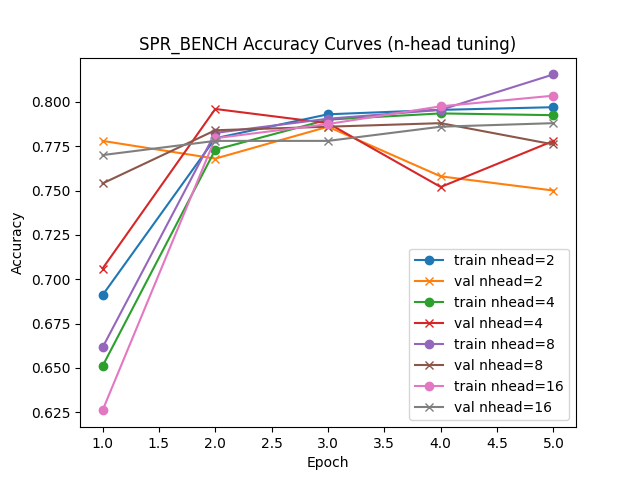 SPR_BENCH Accuracy Curves (n-head tuning)
Accuracy
0.800
0.775
0.750
0.725
0.700
0.675
0.650
0.625
train nhead=2
val nhead=2
train nhead=4
val nhead=4
train nhead=8
val nhead=8
train nhead=16
val nhead=16
1.0 1.5 2.0 2.5 3.0 3.5 4.0 4.5 5.0
Epoch